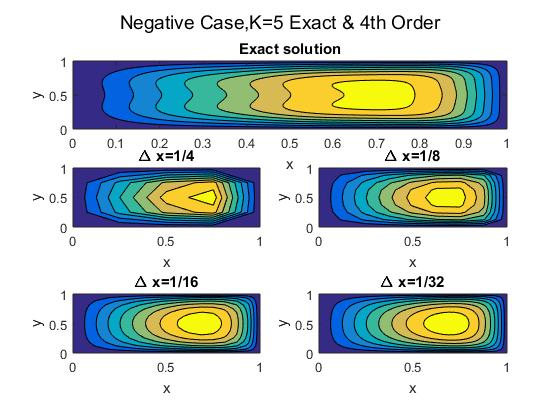 Negative Case,K=5 Exact & 4th Order
Exact solution
1
y 0.5
0
0 0.1 0.2 0.3 0.4 0.5 0.6 0.7 0.8 0.9 1
x
Δ x=1/4 Δ x=1/8
1 1
y 0.5 y 0.5
0 0
0 0.5 1 0 0.5 1
x x
Δ x=1/16 Δ x=1/32
1 1
y 0.5 y 0.5
0 0
0 0.5 1 0 0.5 1
x x